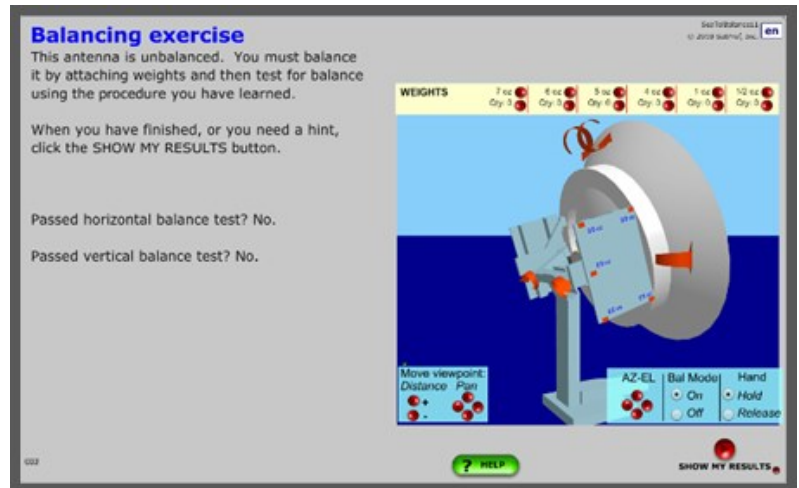 Balancing exercise
en
This antenna is unbalanced. You must balance
it by attaching weights and then test for balance
using the procedure you have learned.
When you have finished, or you need a hint,
click the SHOW MY RESULTS button.
Passed horizontal balance test? No.
Passed vertical balance test? No.
WEIGHTS
7 oz 6 oz 5 oz 4 oz 1 oz 1/2 oz
Move viewpoint:
Distance Pan
+
-
AZ-EL Bal Mode Hand
On Hold
Off Release
? HELP
SHOW MY RESULTS